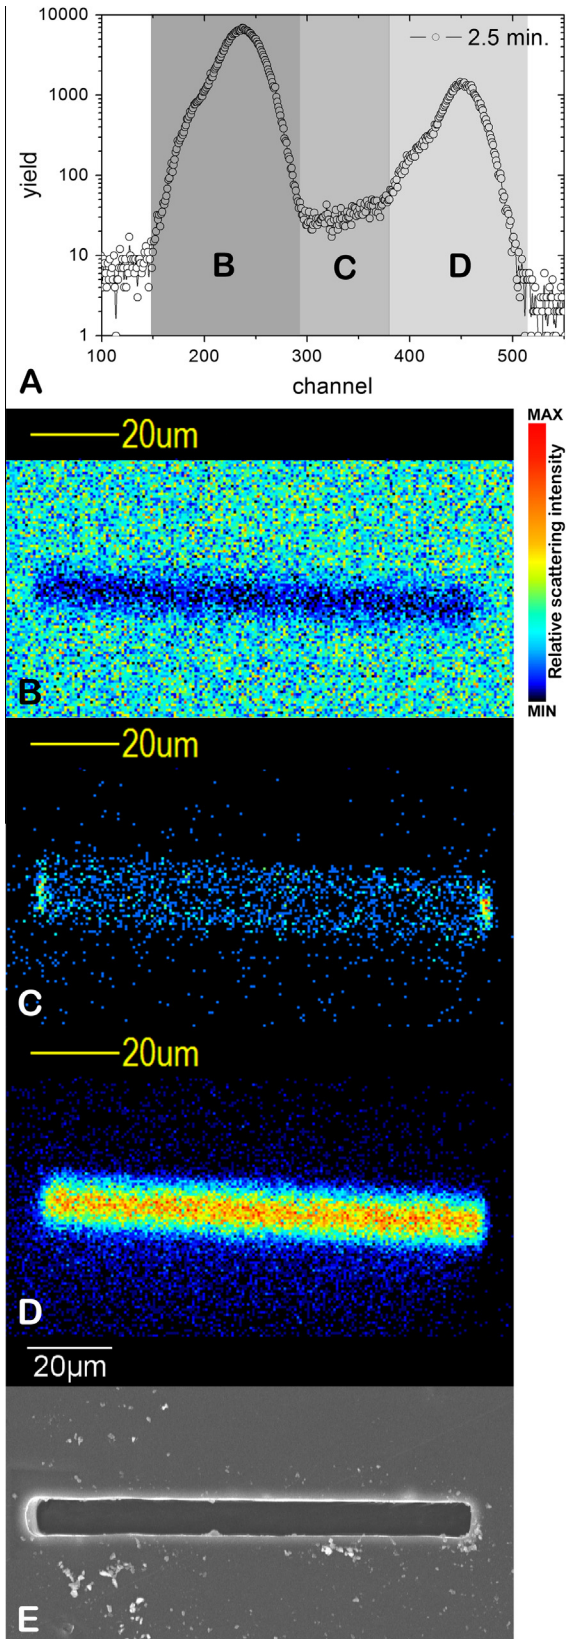 10000
1000
100
10
1
yield
2.5 min.
B
C
D
100
200
300
400
500
channel
A
20um
MAX
Relative scattering intensity
MIN
B
20um
C
20um
D
20µm
E